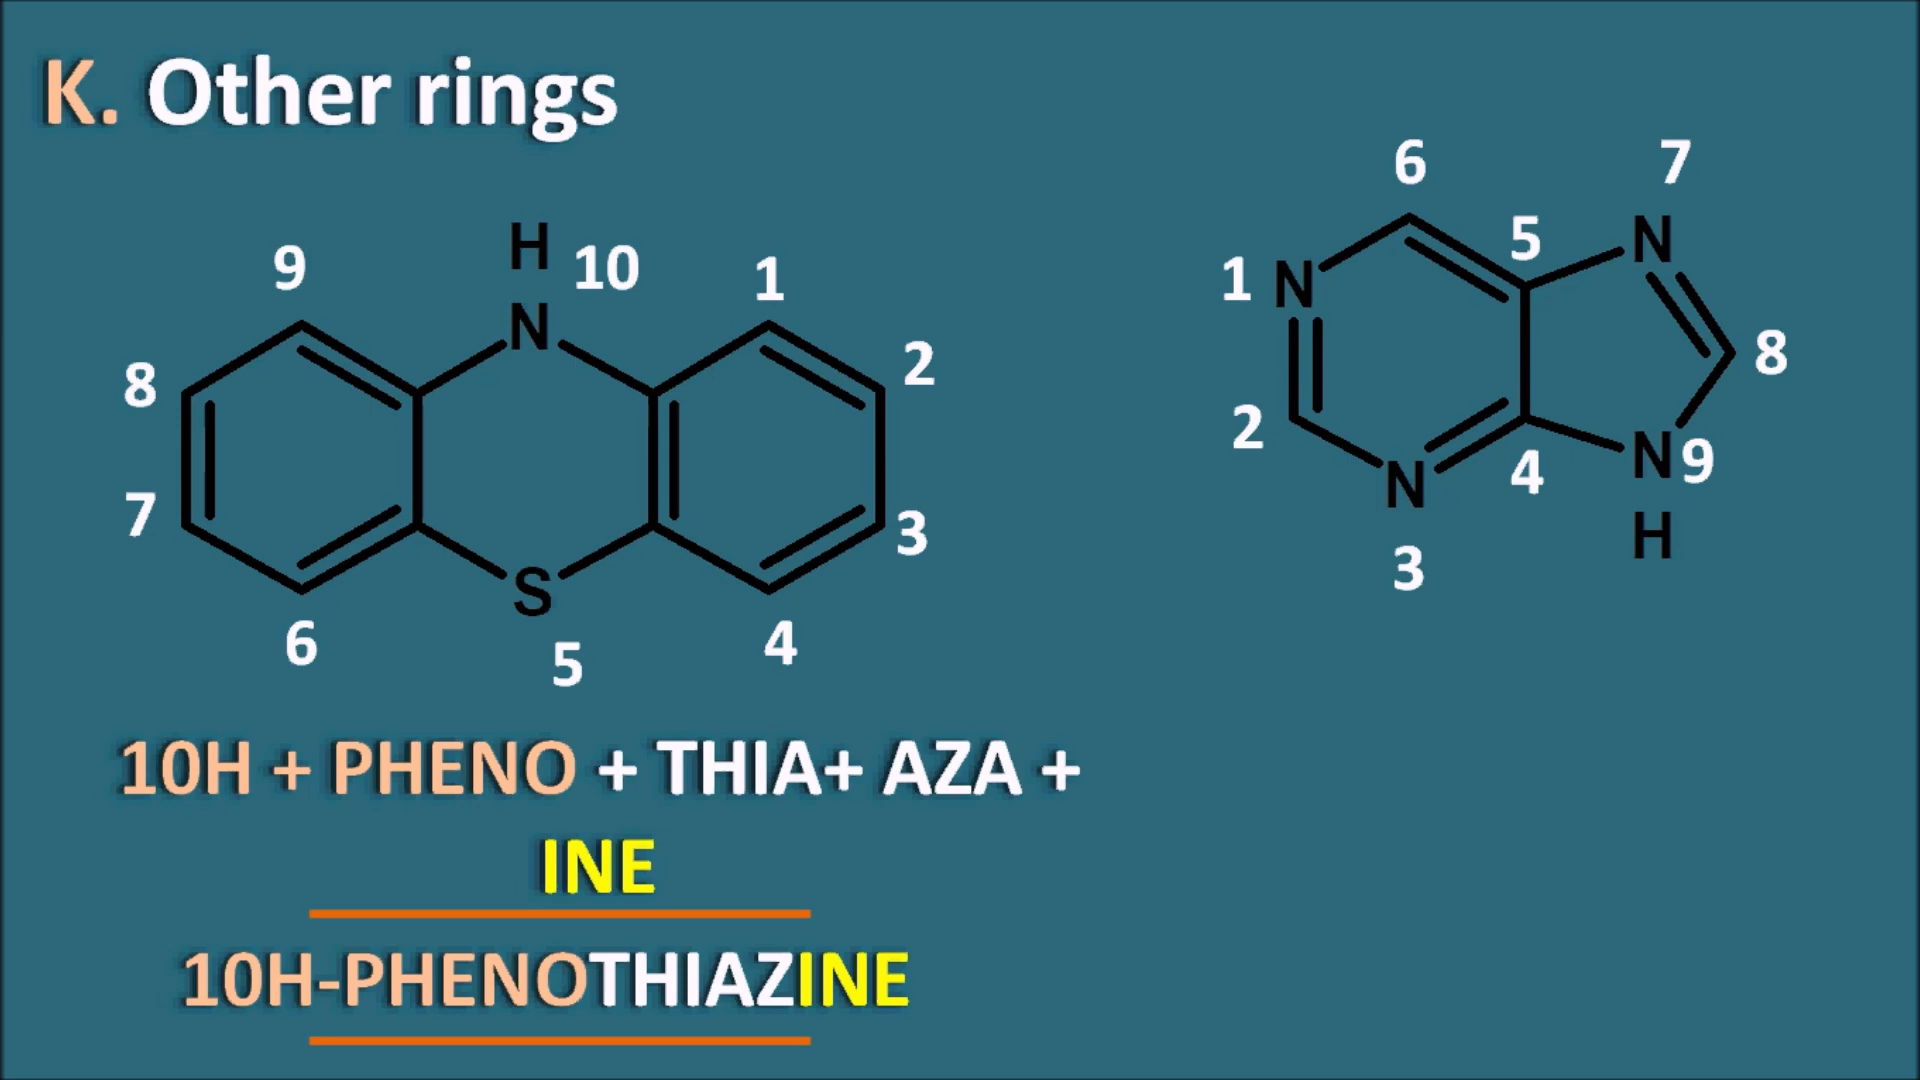 K. Other rings
6 7
5 N
1 N
8
2
N 9
4
N
H
3
H
9 10 1
N
8 2
7 3
S
6 5 4
10H + PHENO + THIA+ AZA +
INE
10H-PHENOTHIAZINE